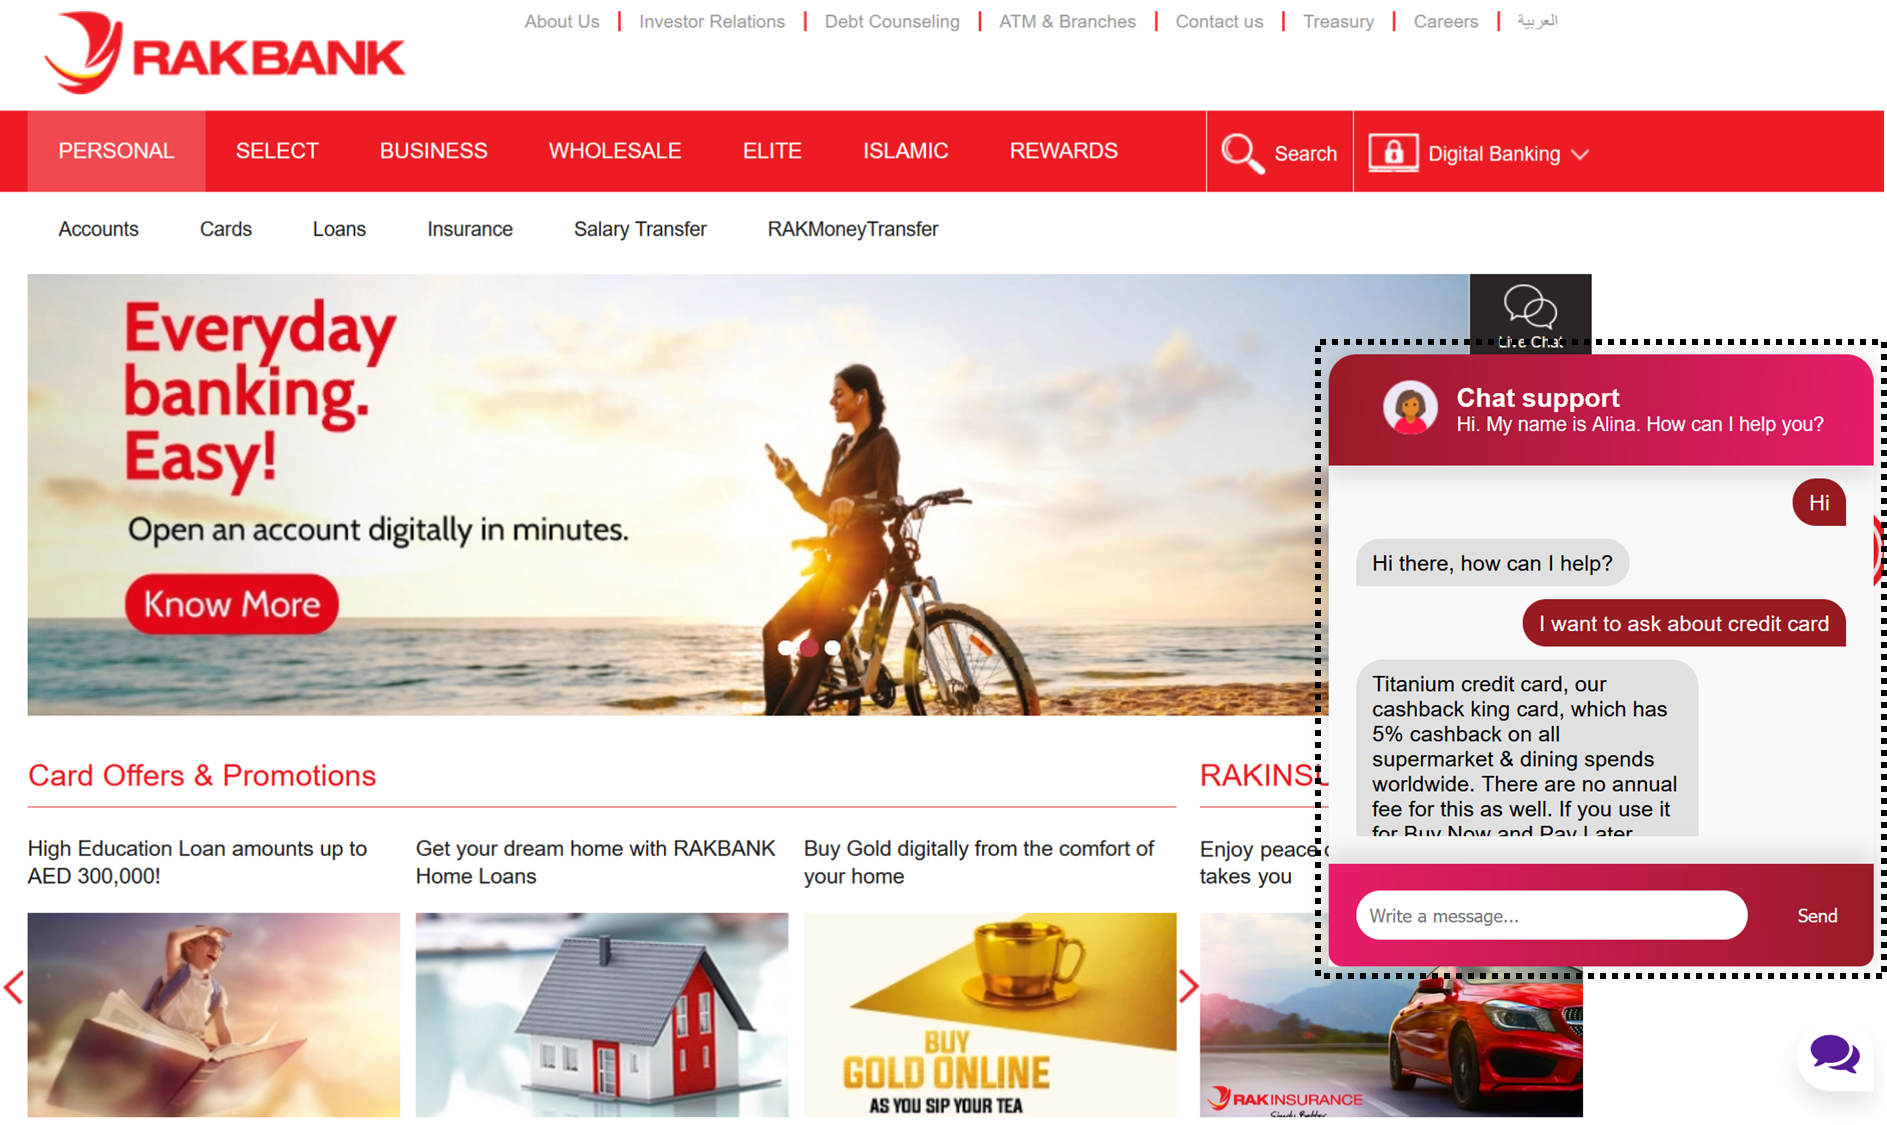 RAKBANK
About Us | Investor Relations | Debt Counseling | ATM & Branches | Contact us | Treasury | Careers | العربية
PERSONAL SELECT BUSINESS WHOLESALE ELITE ISLAMIC REWARDS Search Digital Banking
Accounts Cards Loans Insurance Salary Transfer RAKMoneyTransfer
Everyday
banking.
Easy!
Open an account digitally in minutes.
Know More
Live Chat
Chat support
Hi. My name is Alina. How can I help you?
Hi
Hi there, how can I help?
I want to ask about credit card
Titanium credit card, our
cashback king card, which has
5% cashback on all
supermarket & dining spends
worldwide. There are no annual
fee for this as well. If you use it
for Buy Now and Pay Later
Write a message...
Send
Card Offers & Promotions
High Education Loan amounts up to
AED 300,000!
Get your dream home with RAKBANK
Home Loans
Buy Gold digitally from the comfort of
your home
BUY
GOLD ONLINE
AS YOU SIP YOUR TEA
RAKINSU
Enjoy peace
takes you
RAKINSURANCE
Simply Better